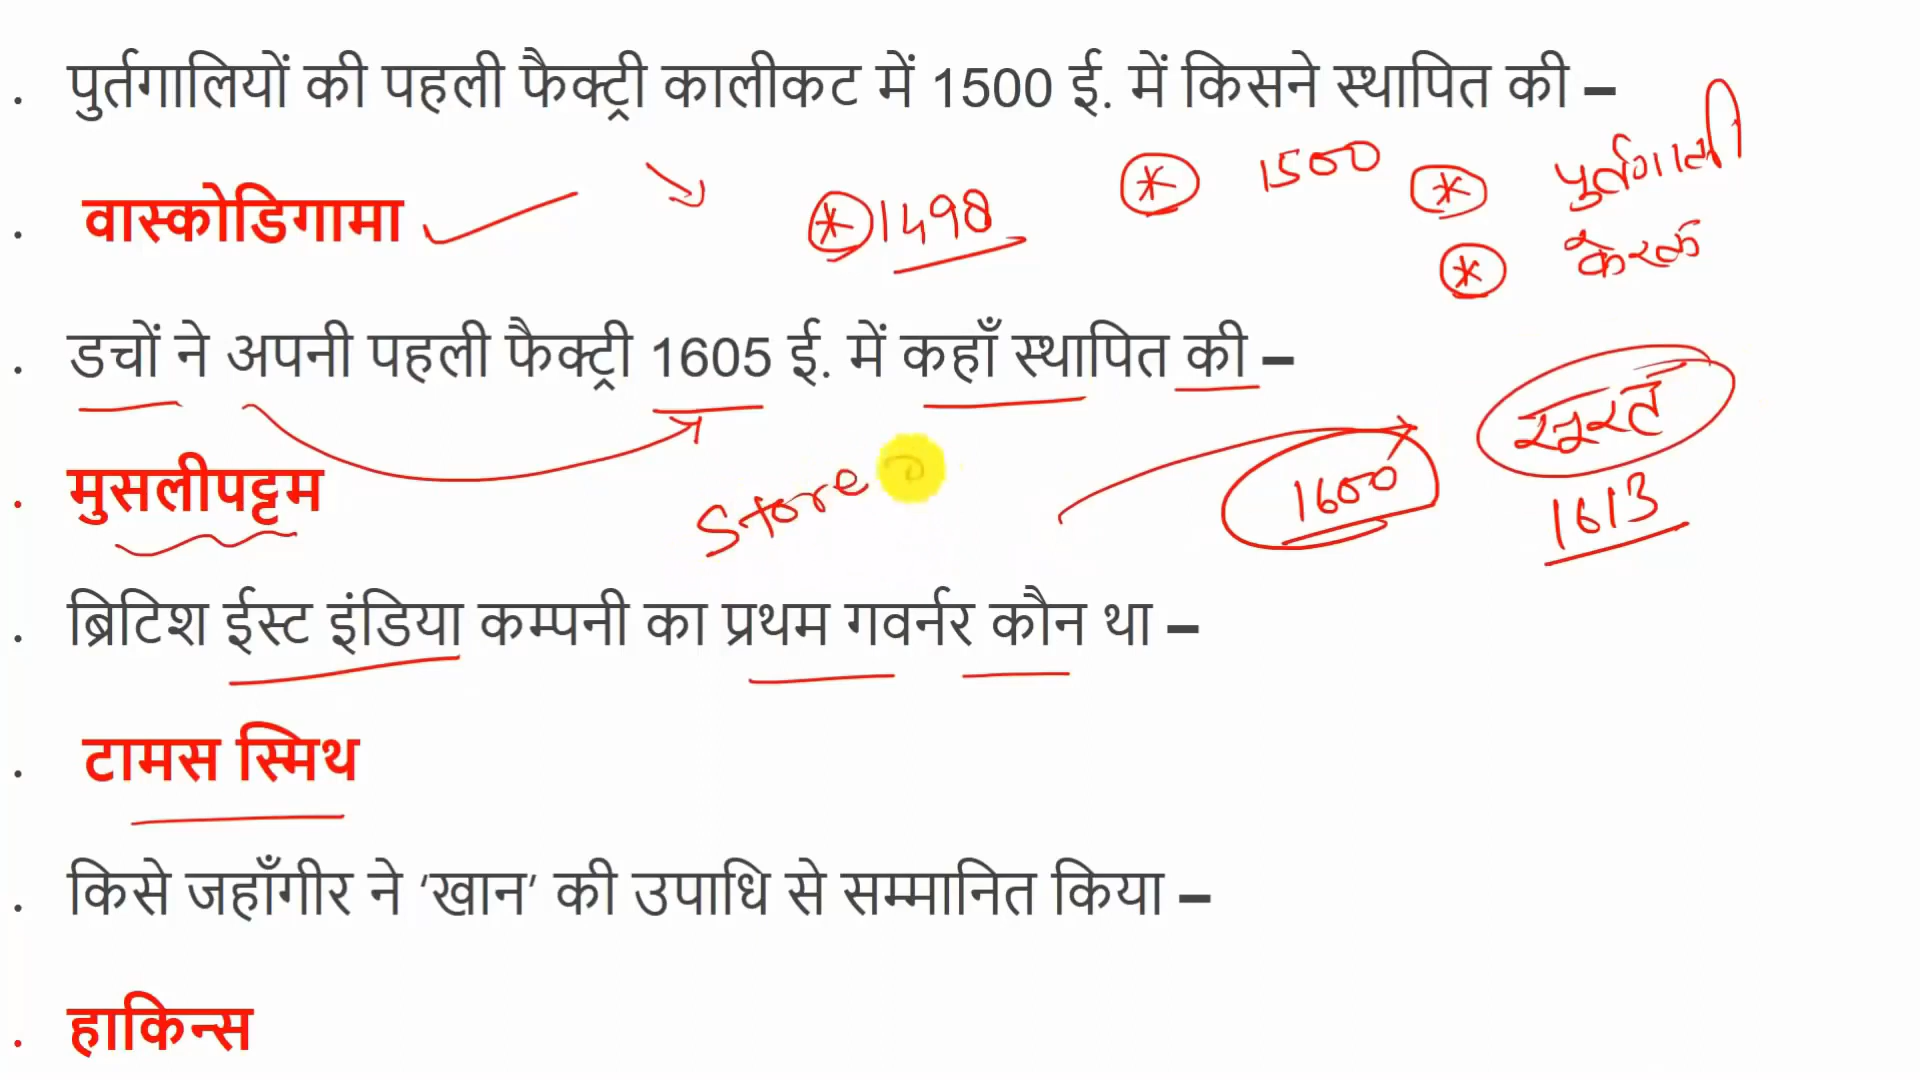 . पुर्तगालियों की पहली फैक्ट्री कालीकट में 1500 ई. में किसने स्थापित की –
* 1500 * पुर्तगाली
. वास्कोडिगामा * 1498
* केरल
. डचों ने अपनी पहली फैक्ट्री 1605 ई. में कहाँ स्थापित की –
सूरत
. मुसलीपट्टम Store 1600 1613
. ब्रिटिश ईस्ट इंडिया कम्पनी का प्रथम गवर्नर कौन था –
. टामस स्मिथ
. किसे जहाँगीर ने ‘खान’ की उपाधि से सम्मानित किया –
. हाकिन्स